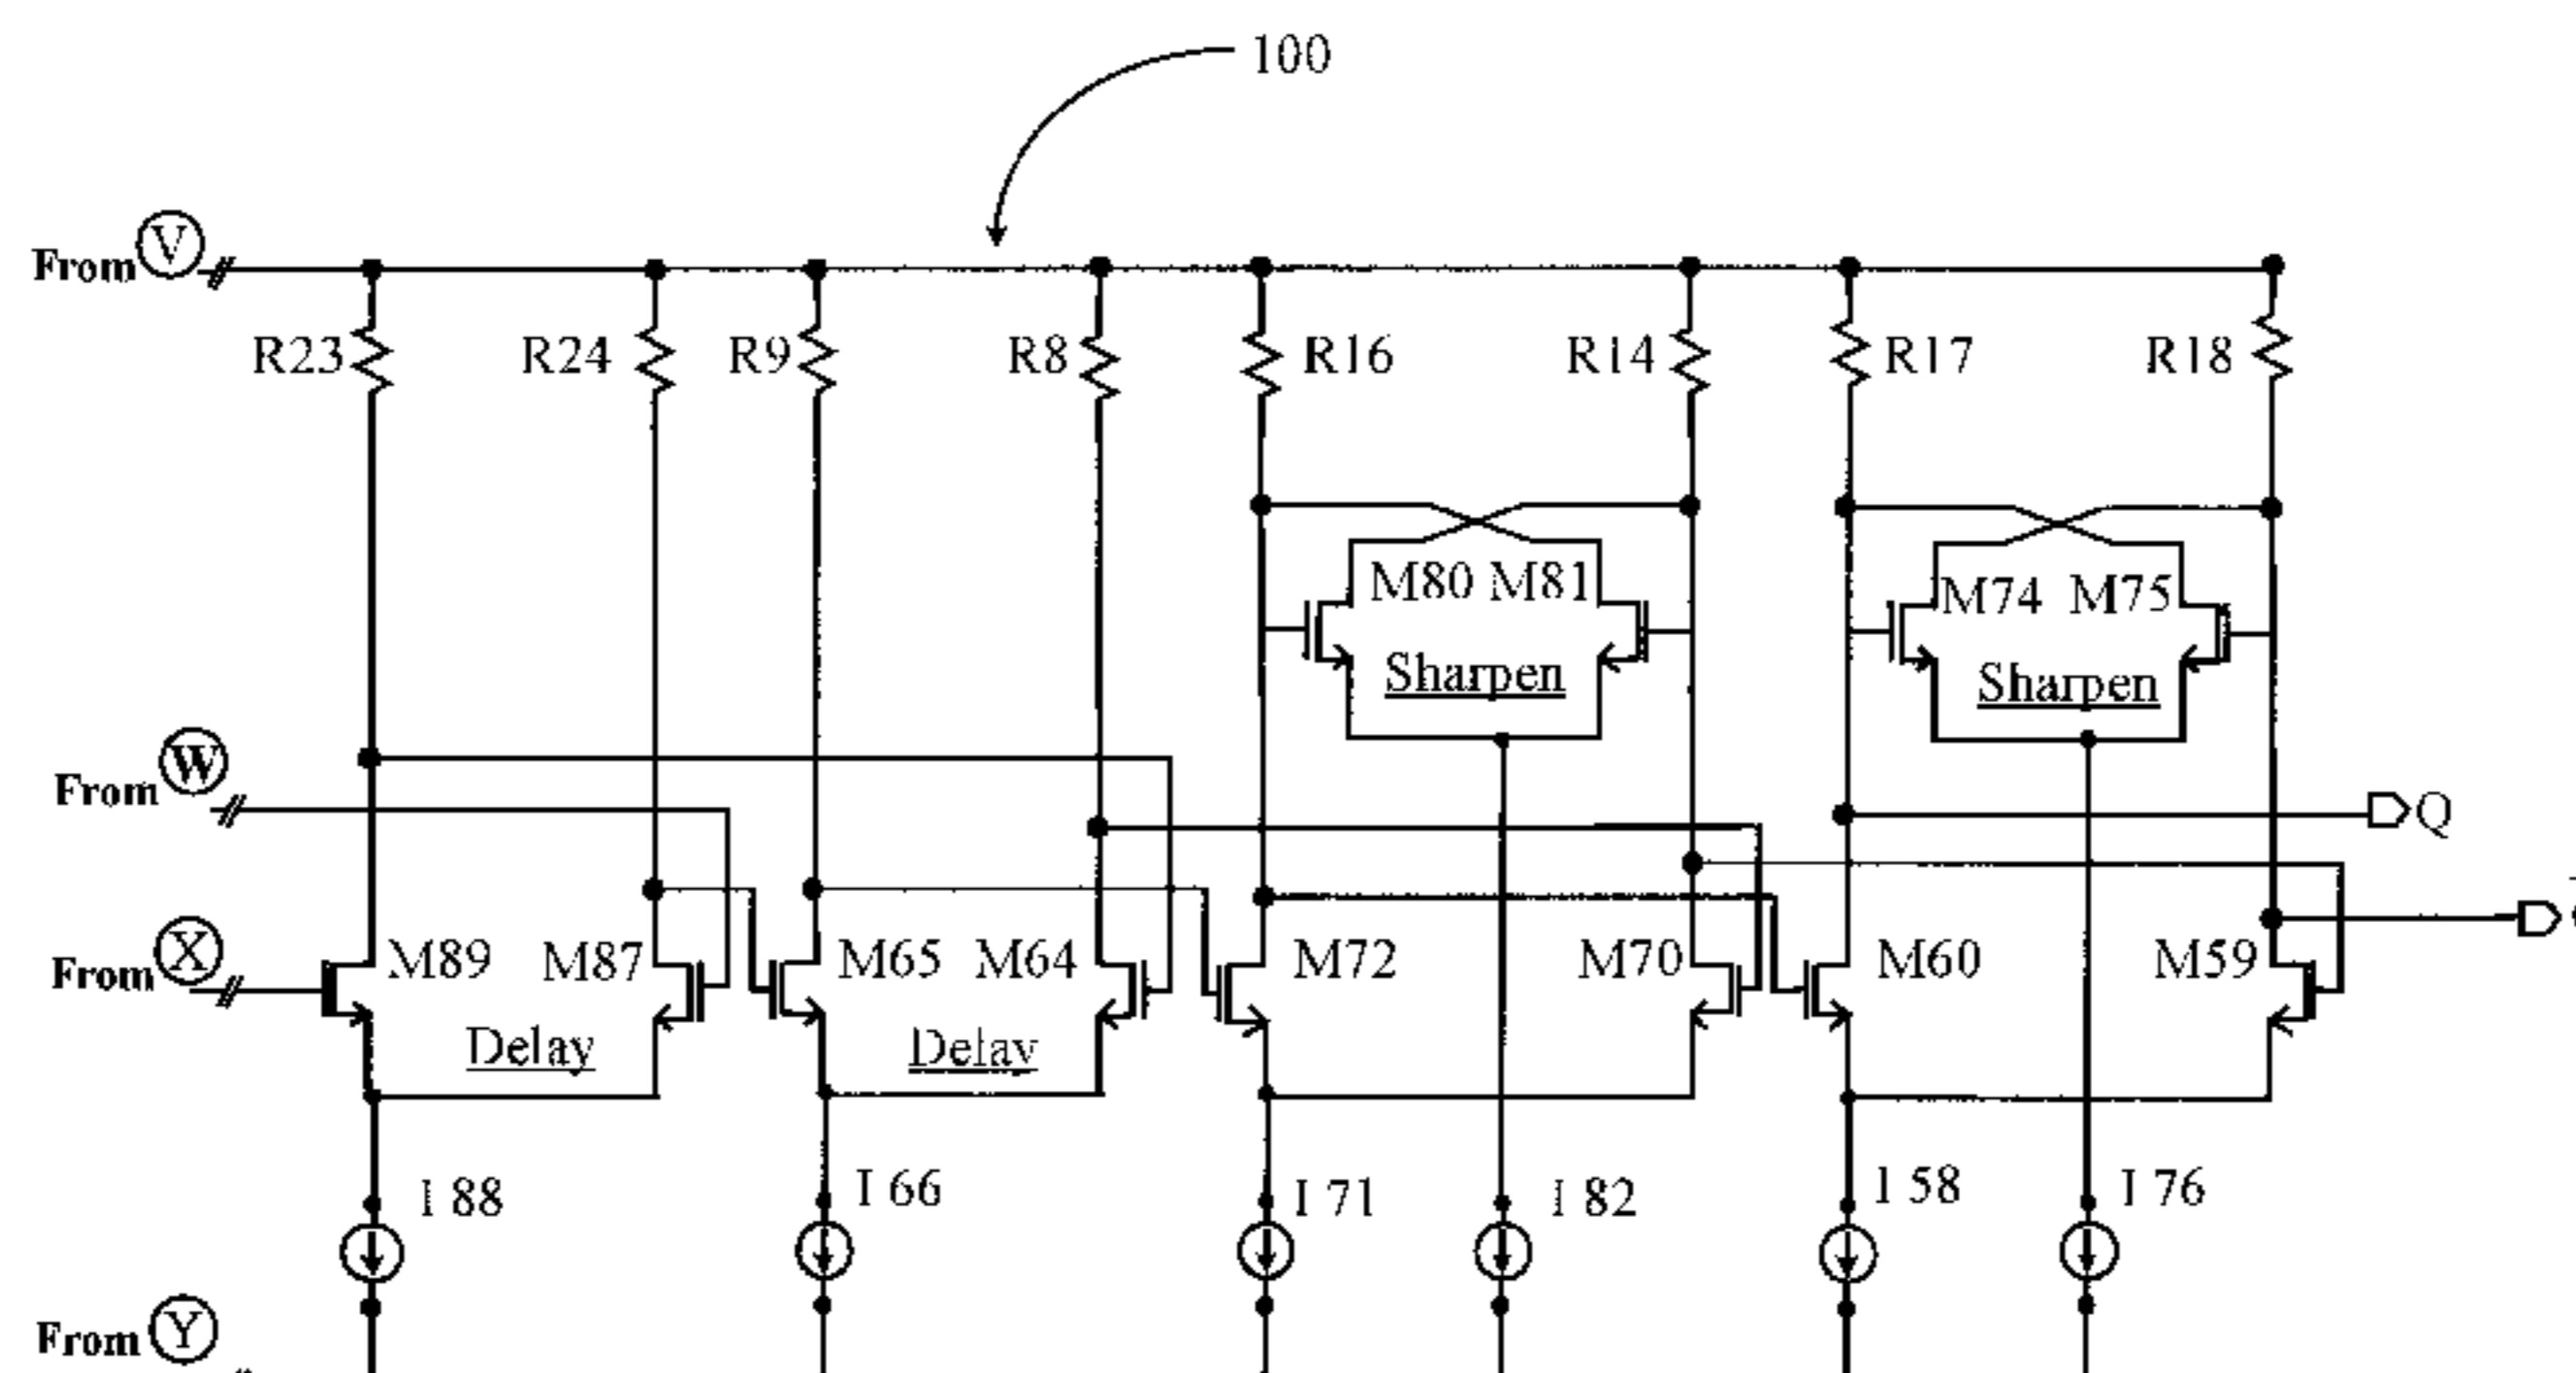 100
From V
R23 R24 R9 R8 R16 R14 R17 R18
M80 M81 M74 M75
Sharpen Sharpen
From W
Q
From X
M89 M87 M65 M64 M72 M70 M60 M59
Delay Delay
I 88 I 66 I 71 I 82 I 58 I 76
From Y